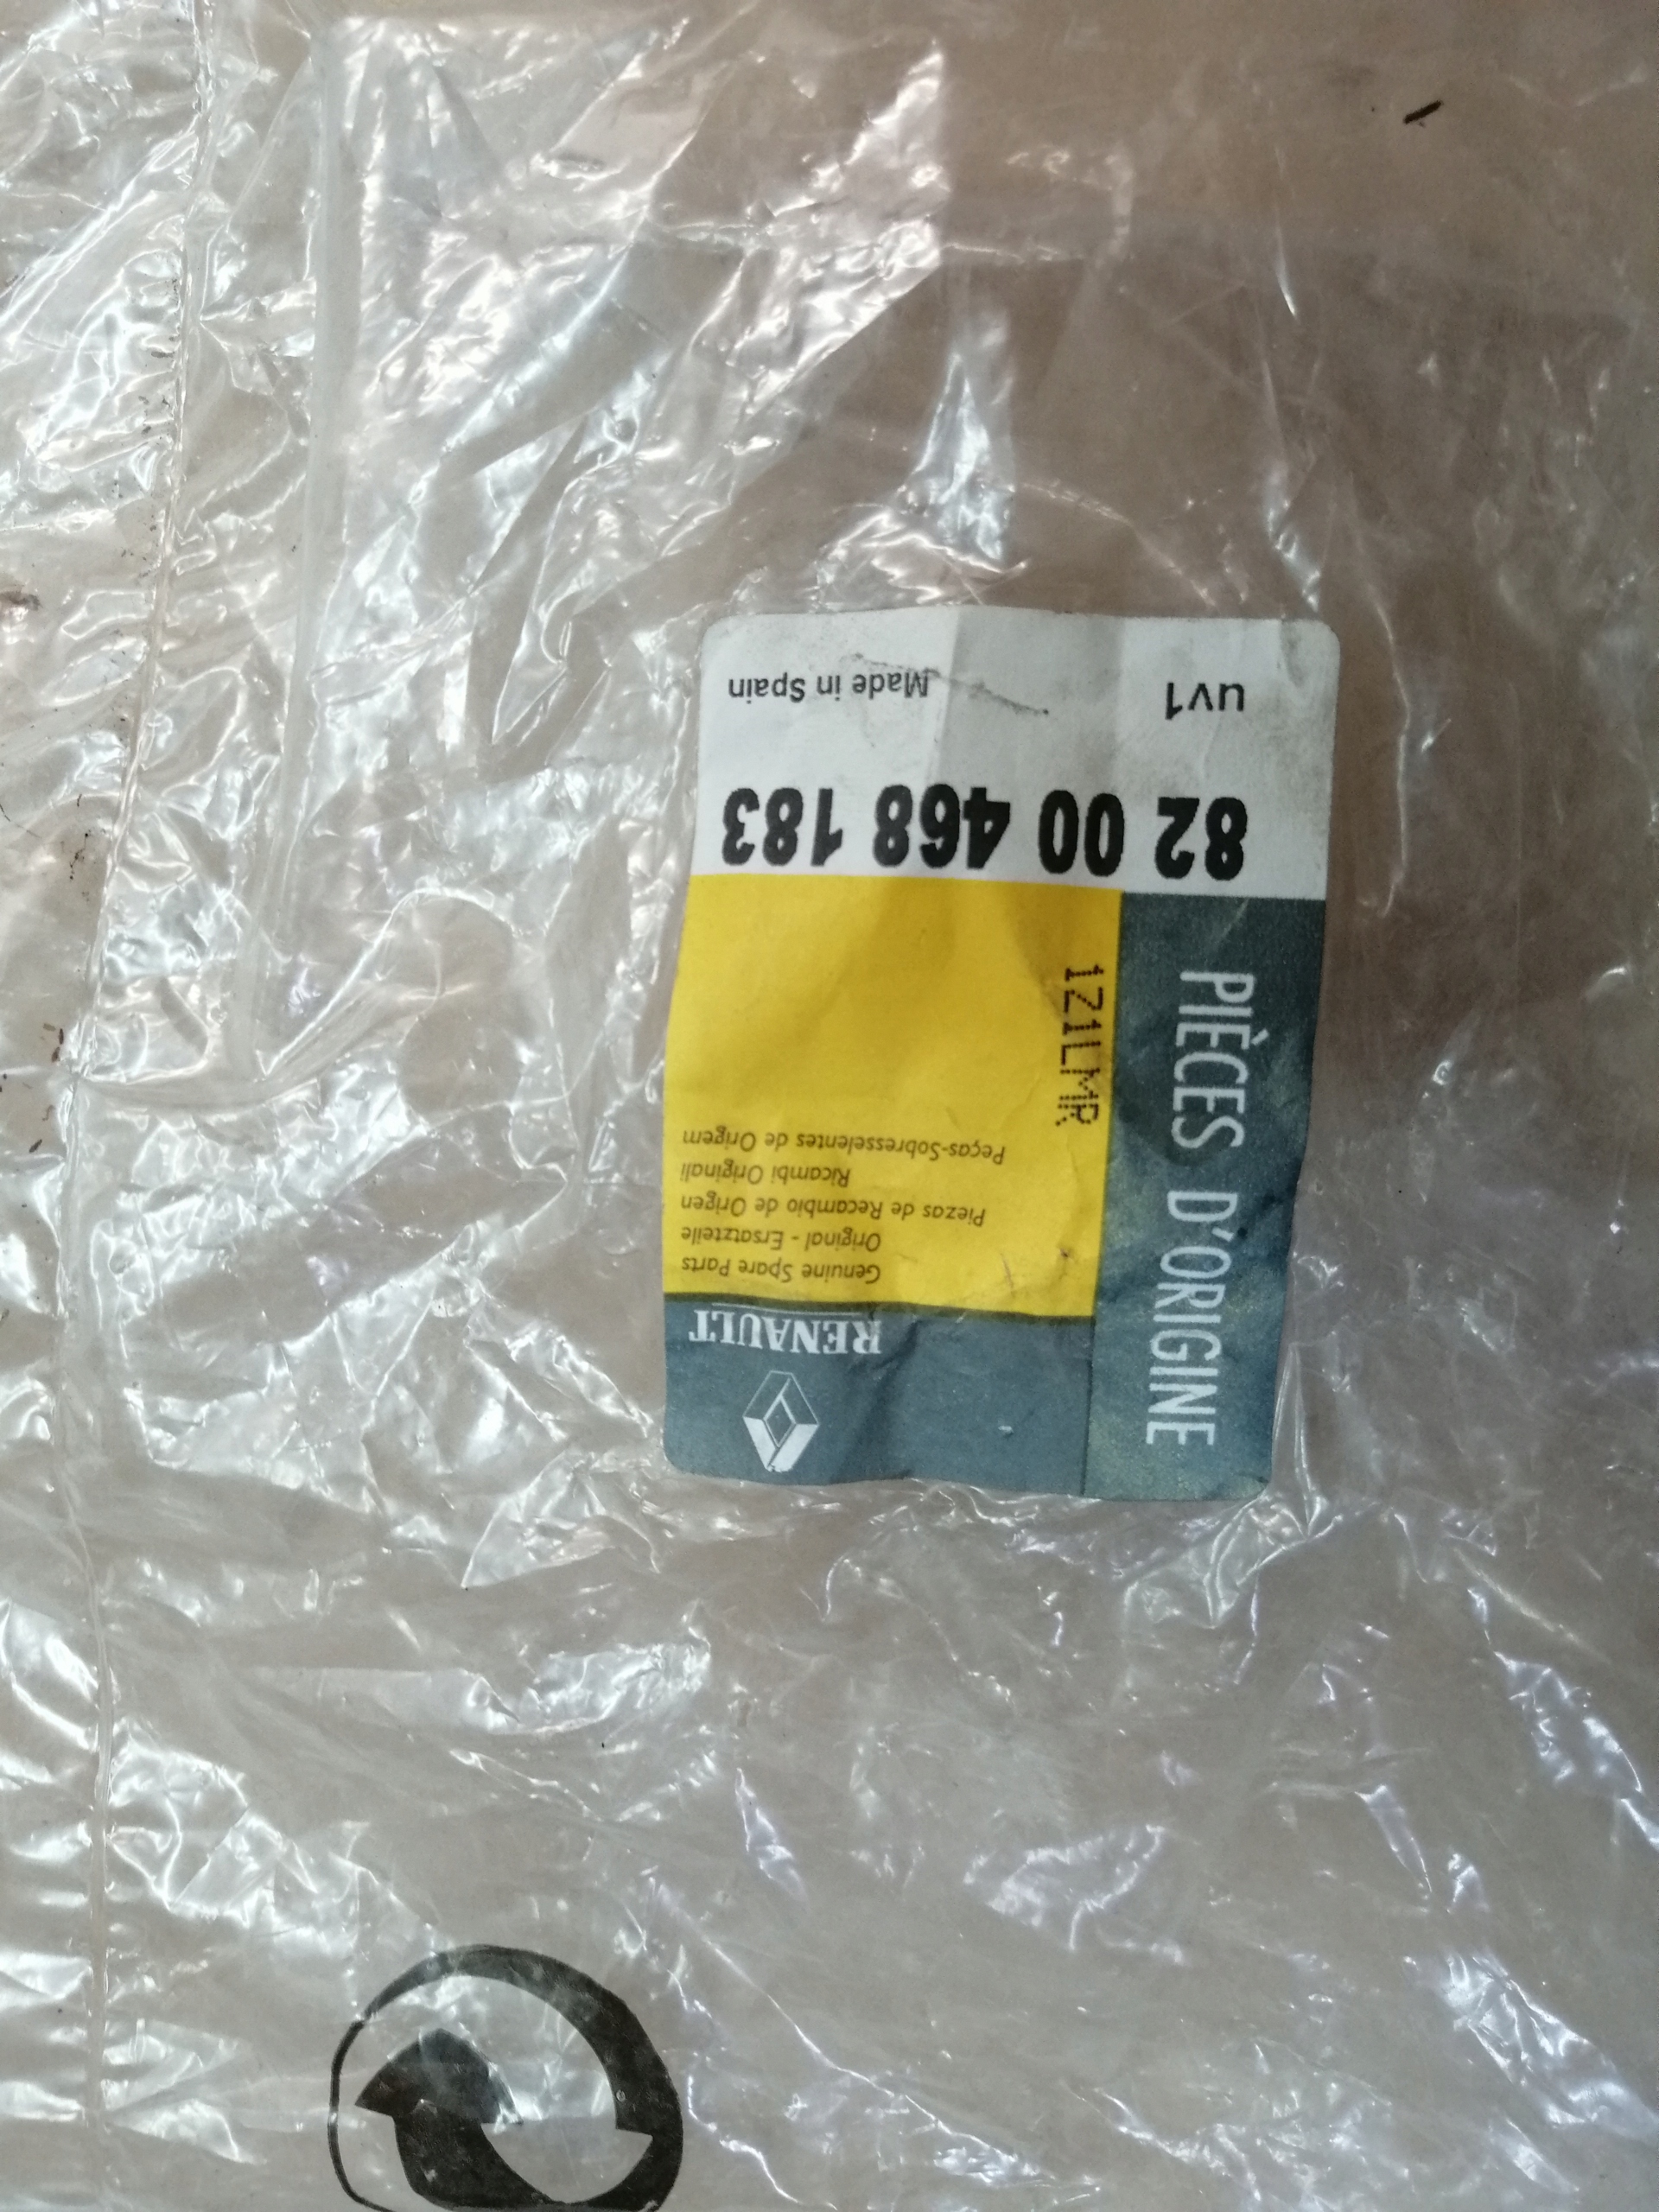 RENAULT
Genuine Spare Parts
Original - Ersatzteile
Piezas de Recambio de Origen
Ricambi Originali
Peças-Sobresselentes de Origem
PIÈCES D'ORIGINE
121LMR
82 00 468 183
UV1 Made in Spain